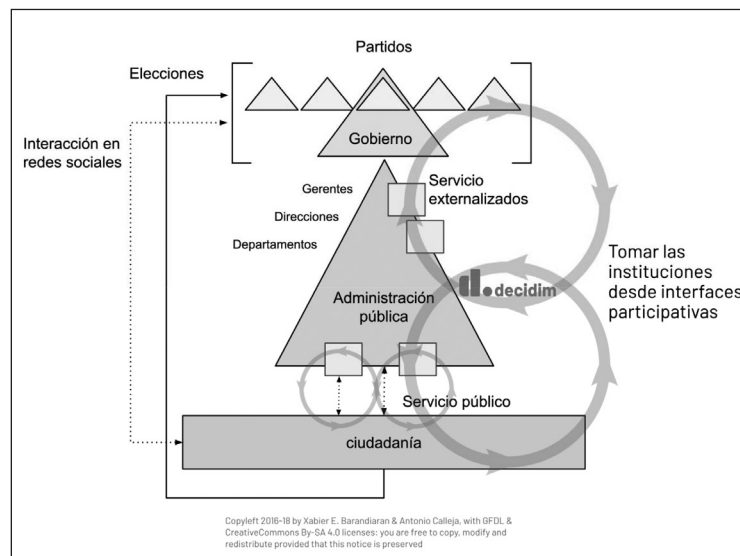 Partidos
Elecciones
Interacción en
redes sociales
Gobierno
Gerentes
Direcciones
Departamentos
Servicio
externalizados
decidim
Tomar las
instituciones
desde interfaces
participativas
Administración
pública
Servicio público
ciudadanía
Copyleft 2016-18 by Xabier E. Barandiaran & Antonio Calleja, with GFDL &
CreativeCommons By-SA 4.0 licenses: you are free to copy, modify and
redistribute provided that this notice is preserved